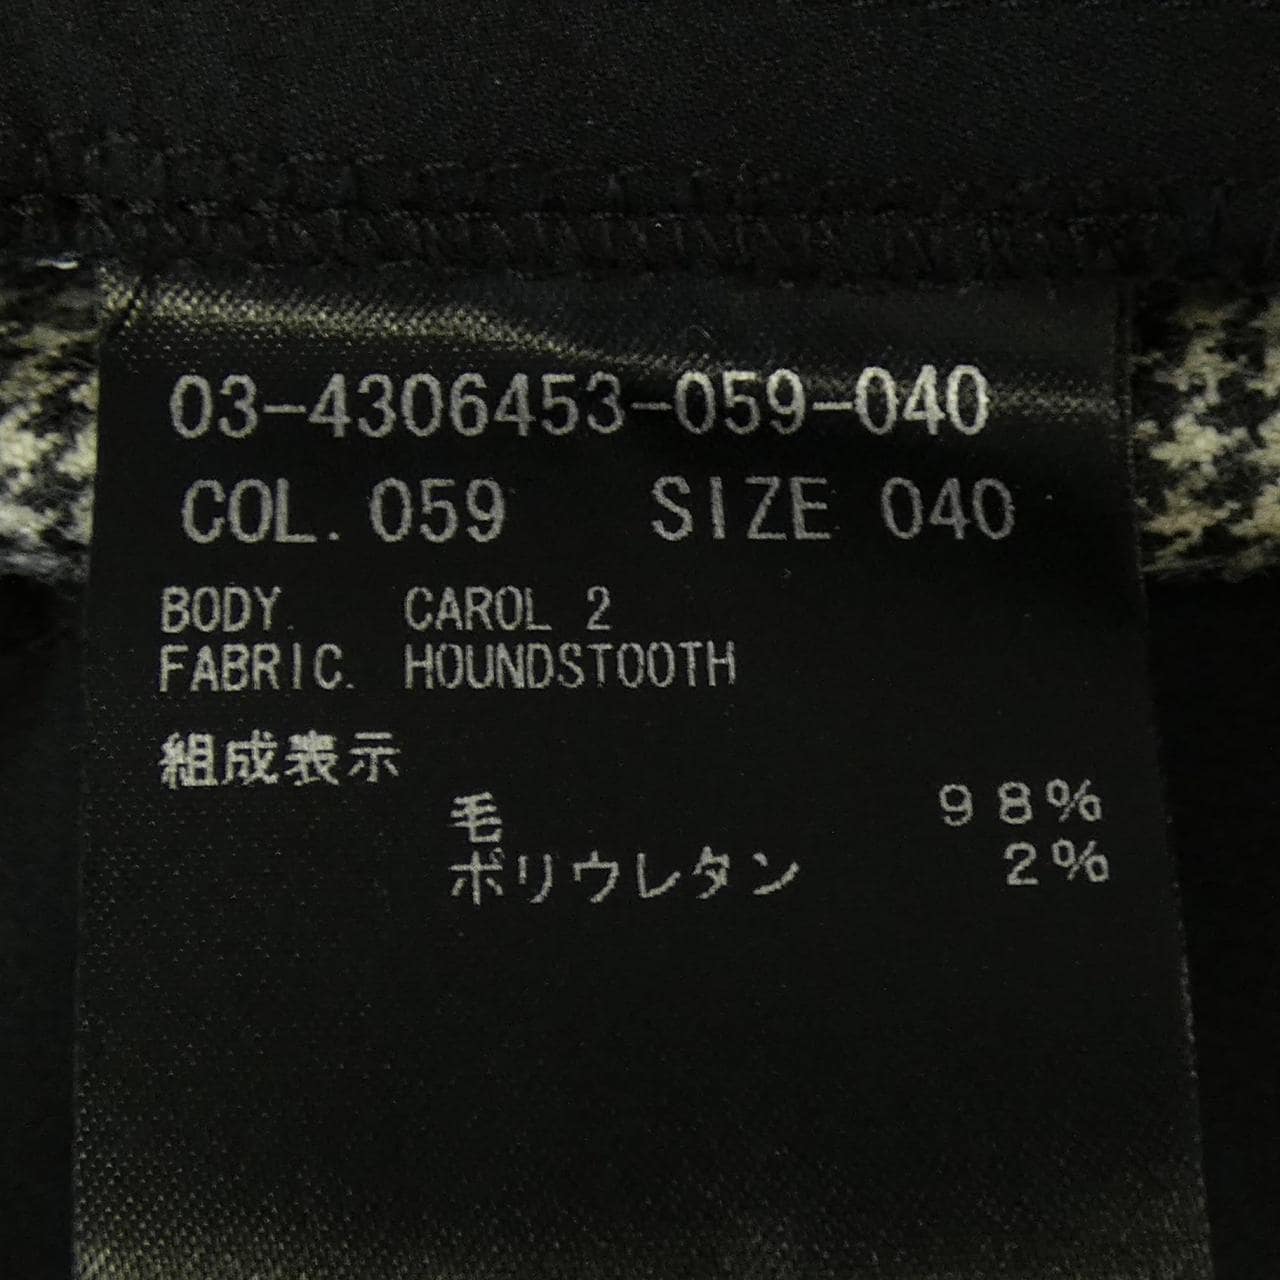 03-4306453-059-040
COL. 059 SIZE 040
BODY. CAROL 2
FABRIC. HOUNDSTOOTH
組成表示
毛 98%
ポリウレタン 2%